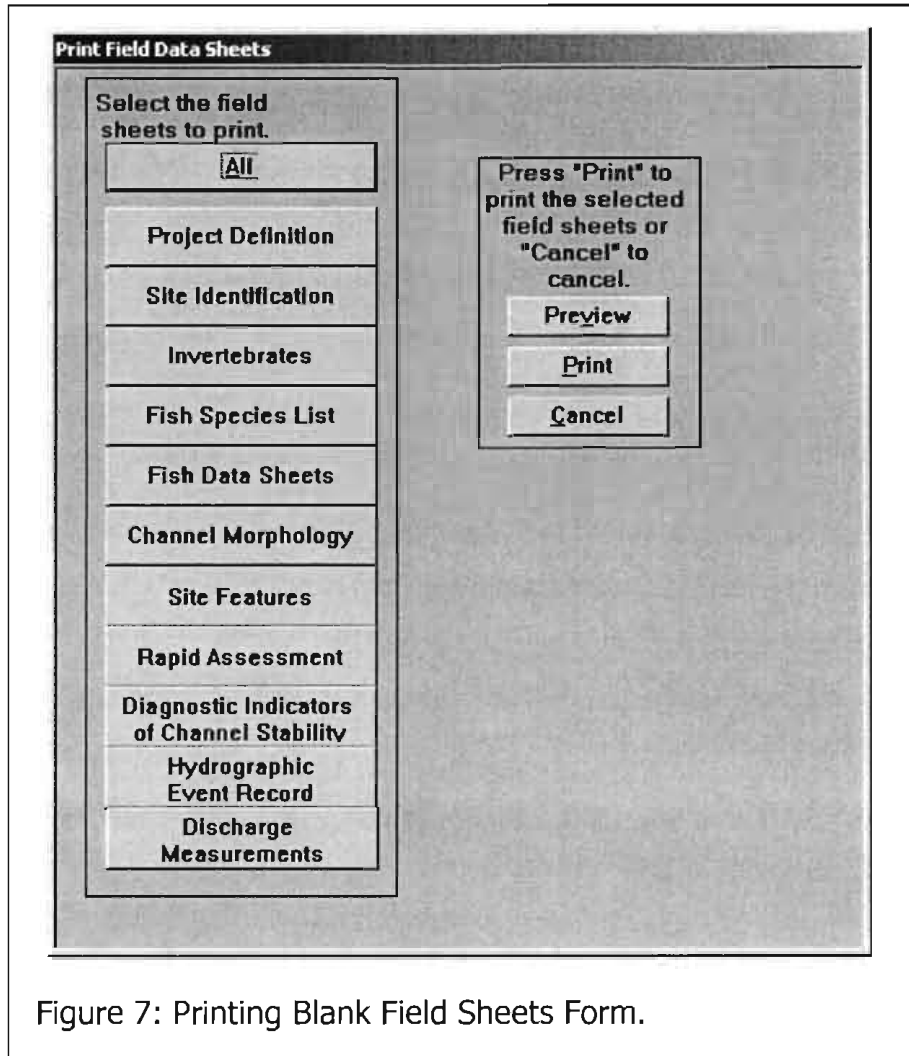 Print Field Data Sheets
Select the field
sheets to print.
All
Project Definition
Site Identification
Invertebrates
Fish Species List
Fish Data Sheets
Channel Morphology
Site Features
Rapid Assessment
Diagnostic Indicators
of Channel Stability
Hydrographic
Event Record
Discharge
Measurements
Press "Print" to
print the selected
field sheets or
"Cancel" to
cancel.
Preview
Print
Cancel
Figure 7: Printing Blank Field Sheets Form.